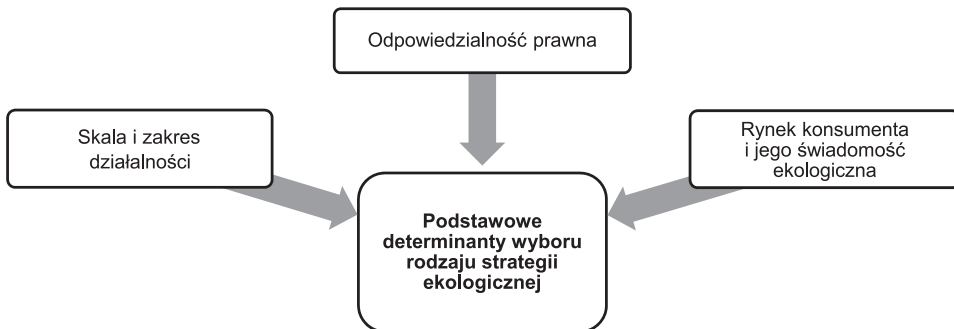 Odpowiedzialność prawna
Skala i zakres
działalności
Rynek konsumenta
i jego świadomość
ekologiczna
Podstawowe
determinanty wyboru
rodzaju strategii
ekologicznej